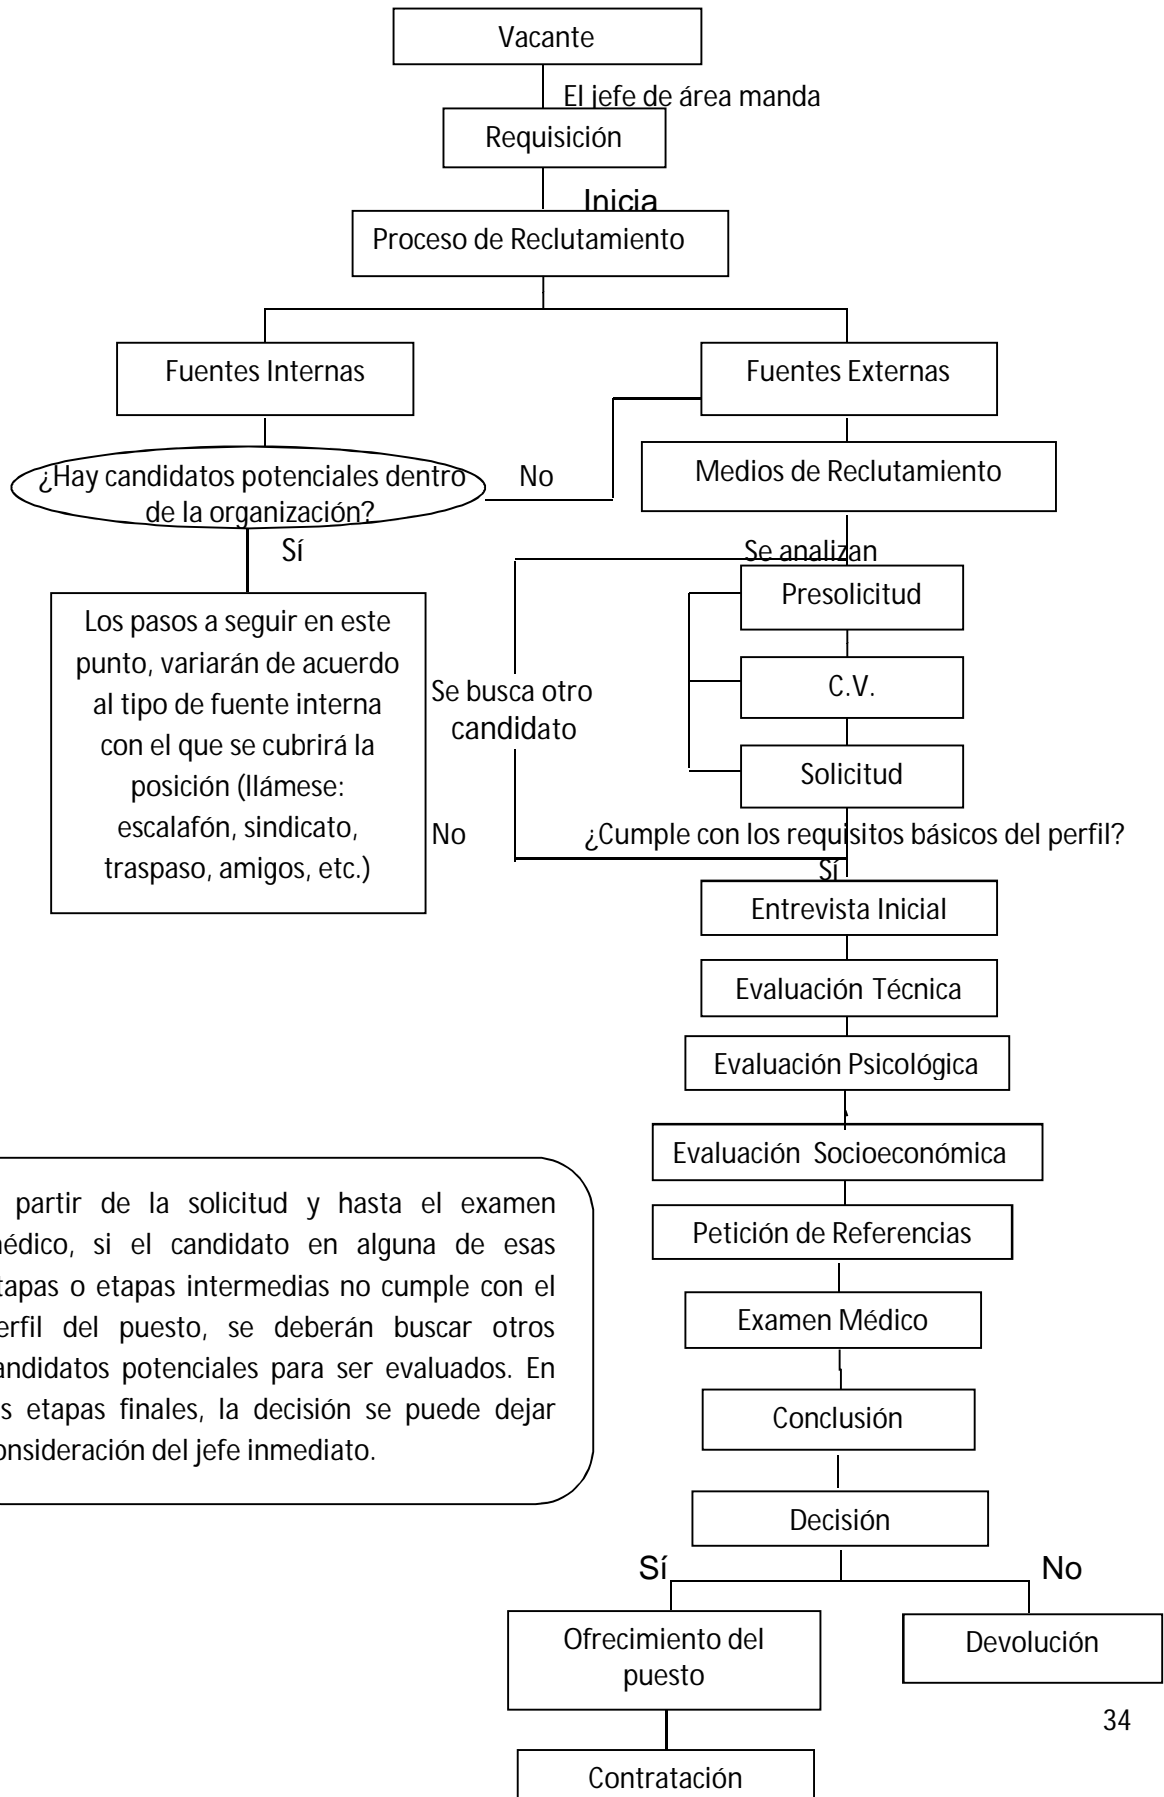 Vacante
El jefe de área manda
Requisición
Inicia
Proceso de Reclutamiento
Fuentes Internas
Fuentes Externas
¿Hay candidatos potenciales dentro
de la organización?
No
Medios de Reclutamiento
Sí
Se analizan
Presolicitud
Los pasos a seguir en este
punto, variarán de acuerdo
al tipo de fuente interna
con el que se cubrirá la
posición (llámese:
escalafón, sindicato,
traspaso, amigos, etc.)
Se busca otro
candidato
C.V.
Solicitud
No
¿Cumple con los requisitos básicos del perfil?
Sí
Entrevista Inicial
Evaluación Técnica
Evaluación Psicológica
Evaluación Socioeconómica
partir de la solicitud y hasta el examen
médico, si el candidato en alguna de esas
tapas o etapas intermedias no cumple con el
erfil del puesto, se deberán buscar otros
andidatos potenciales para ser evaluados. En
s etapas finales, la decisión se puede dejar
onsideración del jefe inmediato.
Petición de Referencias
Examen Médico
Conclusión
Decisión
Sí
No
Ofrecimiento del
puesto
Devolución
34
Contratación